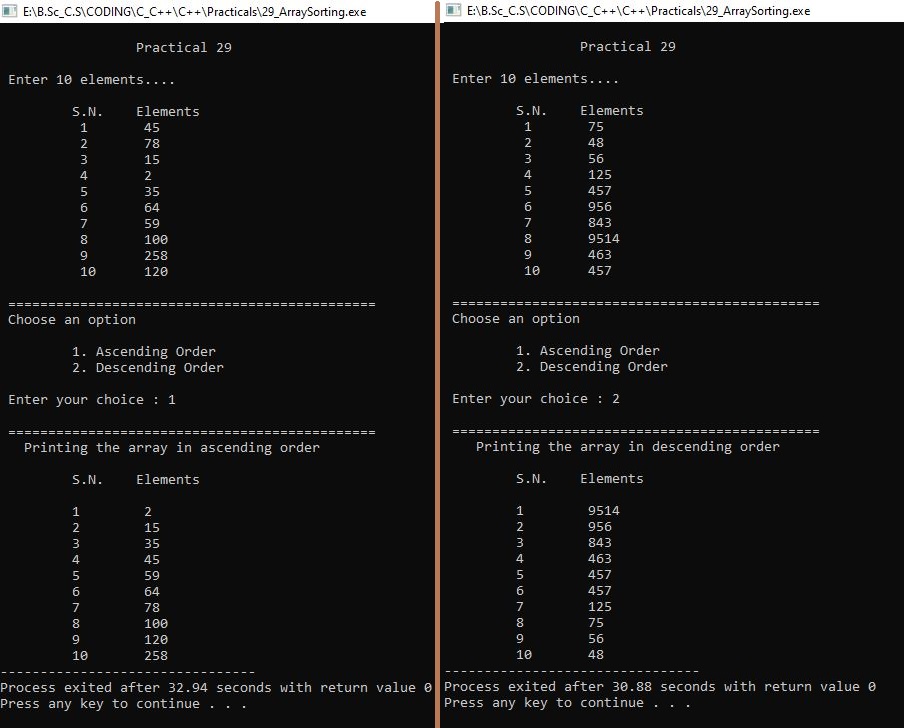 E:\B.Sc_C.S\CODING\C_C++\C++\Practicals\29_ArraySorting.exe
Practical 29
Enter 10 elements....
S.N. Elements
1 45
2 78
3 15
4 2
5 35
6 64
7 59
8 100
9 258
10 120
==============================================
Choose an option
1. Ascending Order
2. Descending Order
Enter your choice : 1
==============================================
Printing the array in ascending order
S.N. Elements
1 2
2 15
3 35
4 45
5 59
6 64
7 78
8 100
9 120
10 258
--------------------------------
Process exited after 32.94 seconds with return value 0
Press any key to continue . . .
E:\B.Sc_C.S\CODING\C_C++\C++\Practicals\29_ArraySorting.exe
Practical 29
Enter 10 elements....
S.N. Elements
1 75
2 48
3 56
4 125
5 457
6 956
7 843
8 9514
9 463
10 457
==============================================
Choose an option
1. Ascending Order
2. Descending Order
Enter your choice : 2
==============================================
Printing the array in descending order
S.N. Elements
1 9514
2 956
3 843
4 463
5 457
6 457
7 125
8 75
9 56
10 48
--------------------------------
Process exited after 30.88 seconds with return value 0
Press any key to continue . . .